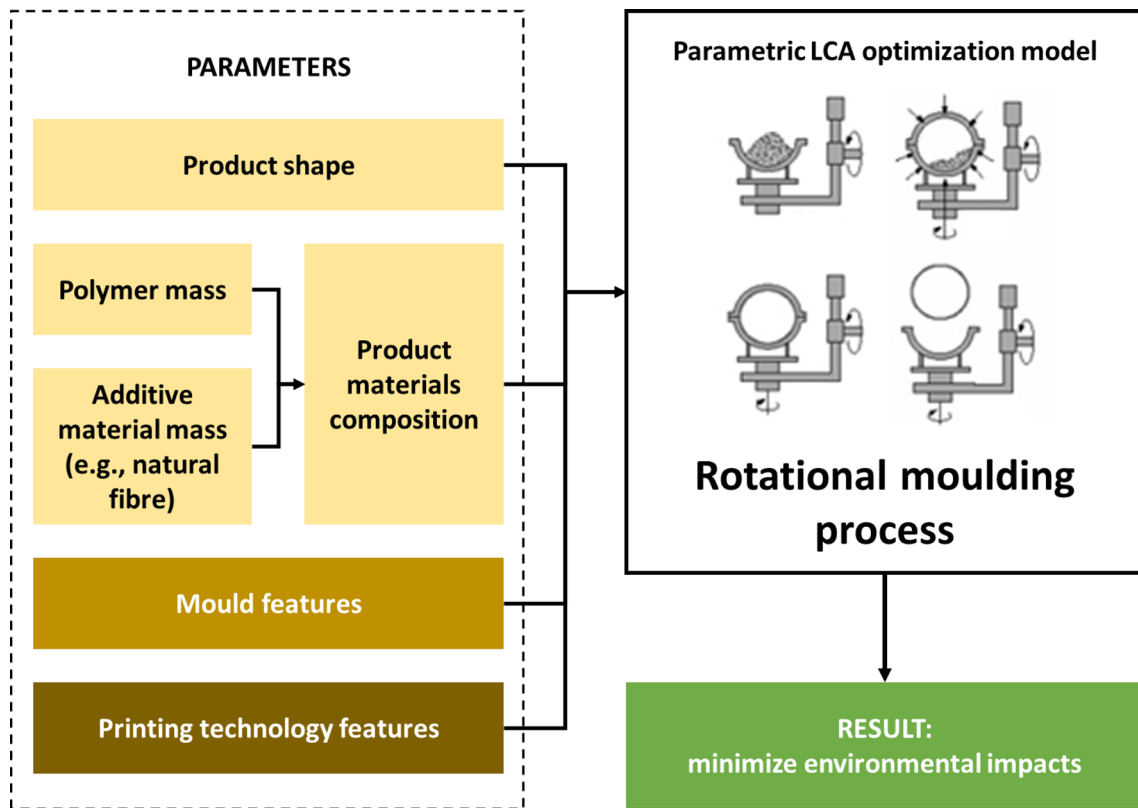 PARAMETERS
Product shape
Polymer mass
Additive
material mass
(e.g., natural
fibre)
Product
materials
composition
Mould features
Printing technology features
Parametric LCA optimization model
Rotational moulding
process
RESULT:
minimize environmental impacts